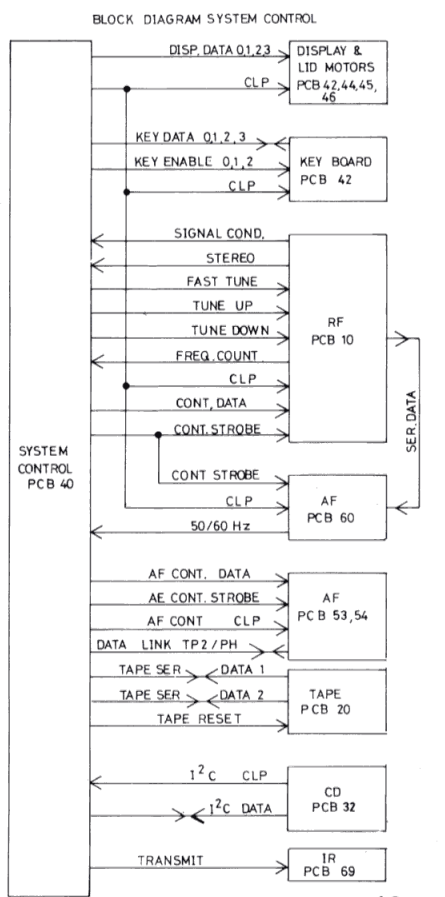 BLOCK DIAGRAM SYSTEM CONTROL
DISP. DATA 0,1,2,3
CLP
DISPLAY &
LID MOTORS
PCB 42,44,45,
46
KEY DATA 0,1,2,3
KEY ENABLE 0,1,2
CLP
KEY BOARD
PCB 42
SIGNAL COND.
STEREO
FAST TUNE
TUNE UP
TUNE DOWN
FREQ. COUNT
CLP
CONT. DATA
CONT. STROBE
RF
PCB 10
SER. DATA
SYSTEM
CONTROL
PCB 40
CONT STROBE
CLP
50/60 Hz
AF
PCB 60
AF CONT. DATA
AE CONT. STROBE
AF CONT CLP
DATA LINK TP2/PH
AF
PCB 53,54
TAPE SER DATA 1
TAPE SER DATA 2
TAPE RESET
TAPE
PCB 20
I²C CLP
I²C DATA
CD
PCB 32
TRANSMIT
IR
PCB 69